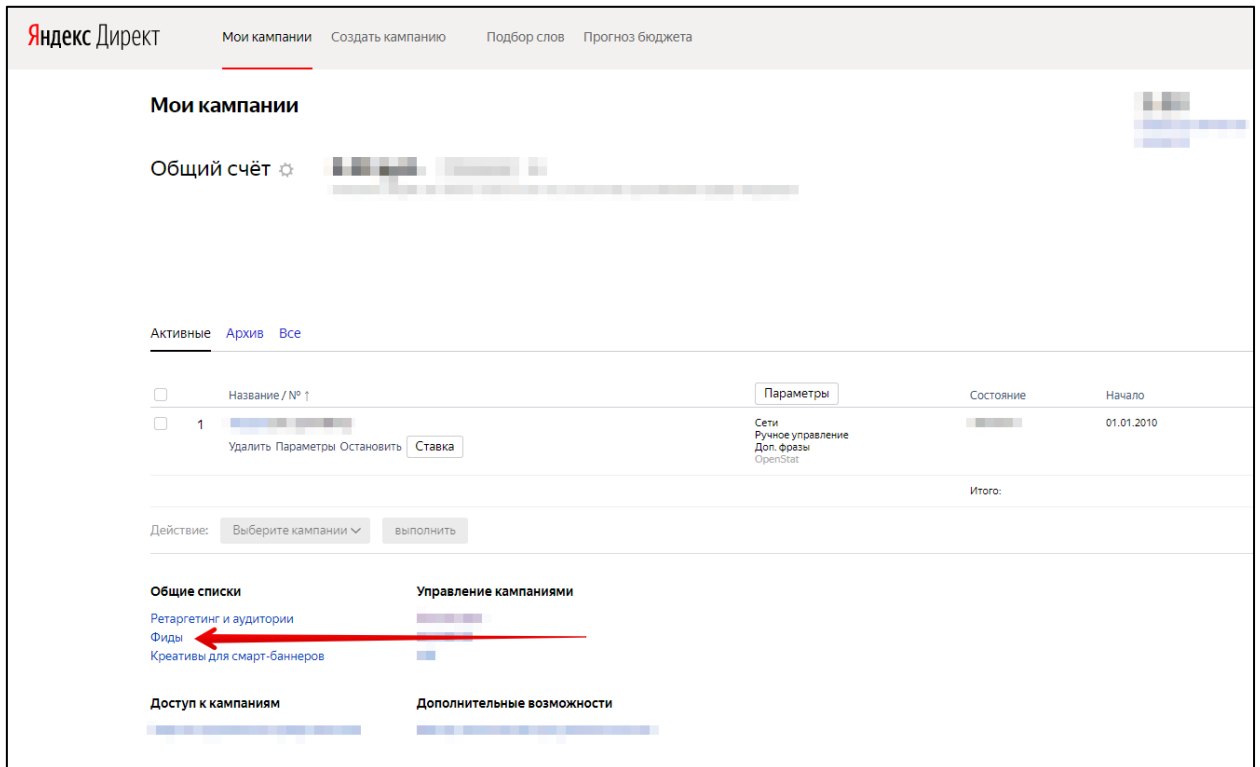 Яндекс Директ Мои кампании Создать кампанию Подбор слов Прогноз бюджета
Мои кампании
Общий счёт
Активные Архив Все
Название / № ↑ Параметры Состояние Начало
1 Сети 01.01.2010
Ручное управление
Удалить Параметры Остановить Ставка Доп. фразы
OpenStat
Итого:
Действие: Выберите кампании выполнить
Общие списки Управление кампаниями
Ретаргетинг и аудитории
Фиды
Креативы для смарт-баннеров
Доступ к кампаниям Дополнительные возможности